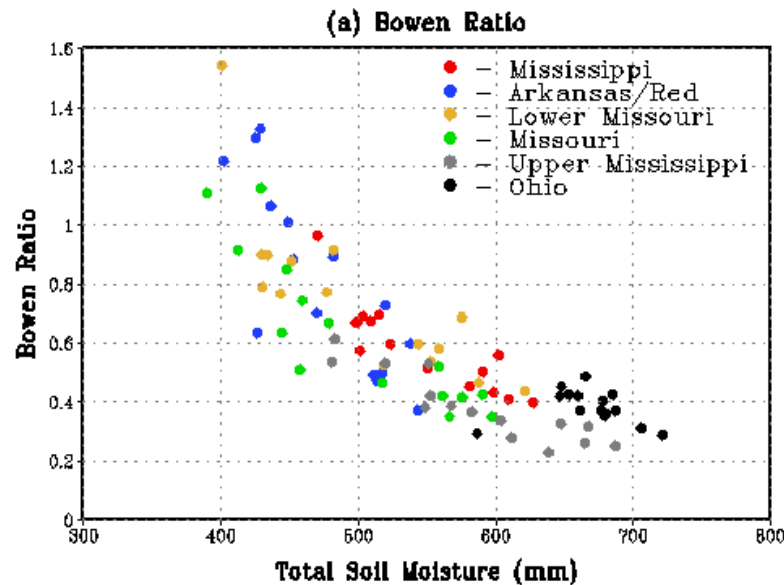 (a) Bowen Ratio
1.6
1.4
1.2
1
0.8
0.6
0.4
0.2
0
Bowen Ratio
– Mississippi
– Arkansas/Red
– Lower Missouri
– Missouri
– Upper Mississippi
– Ohio
300 400 500 600 700 800
Total Soil Moisture (mm)